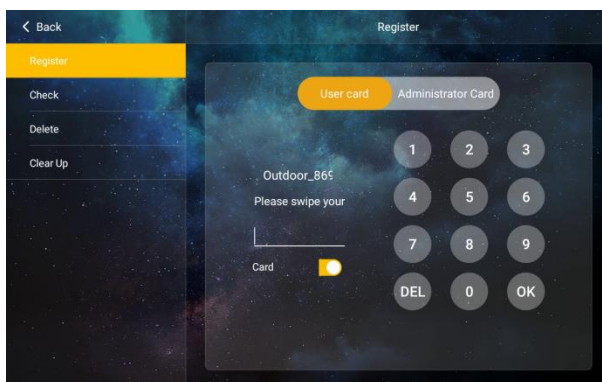 Back
Register
Register
Check
Delete
Clear Up
User card
Administrator Card
Outdoor_869
Please swipe your
Card
1 2 3
4 5 6
7 8 9
DEL 0 OK